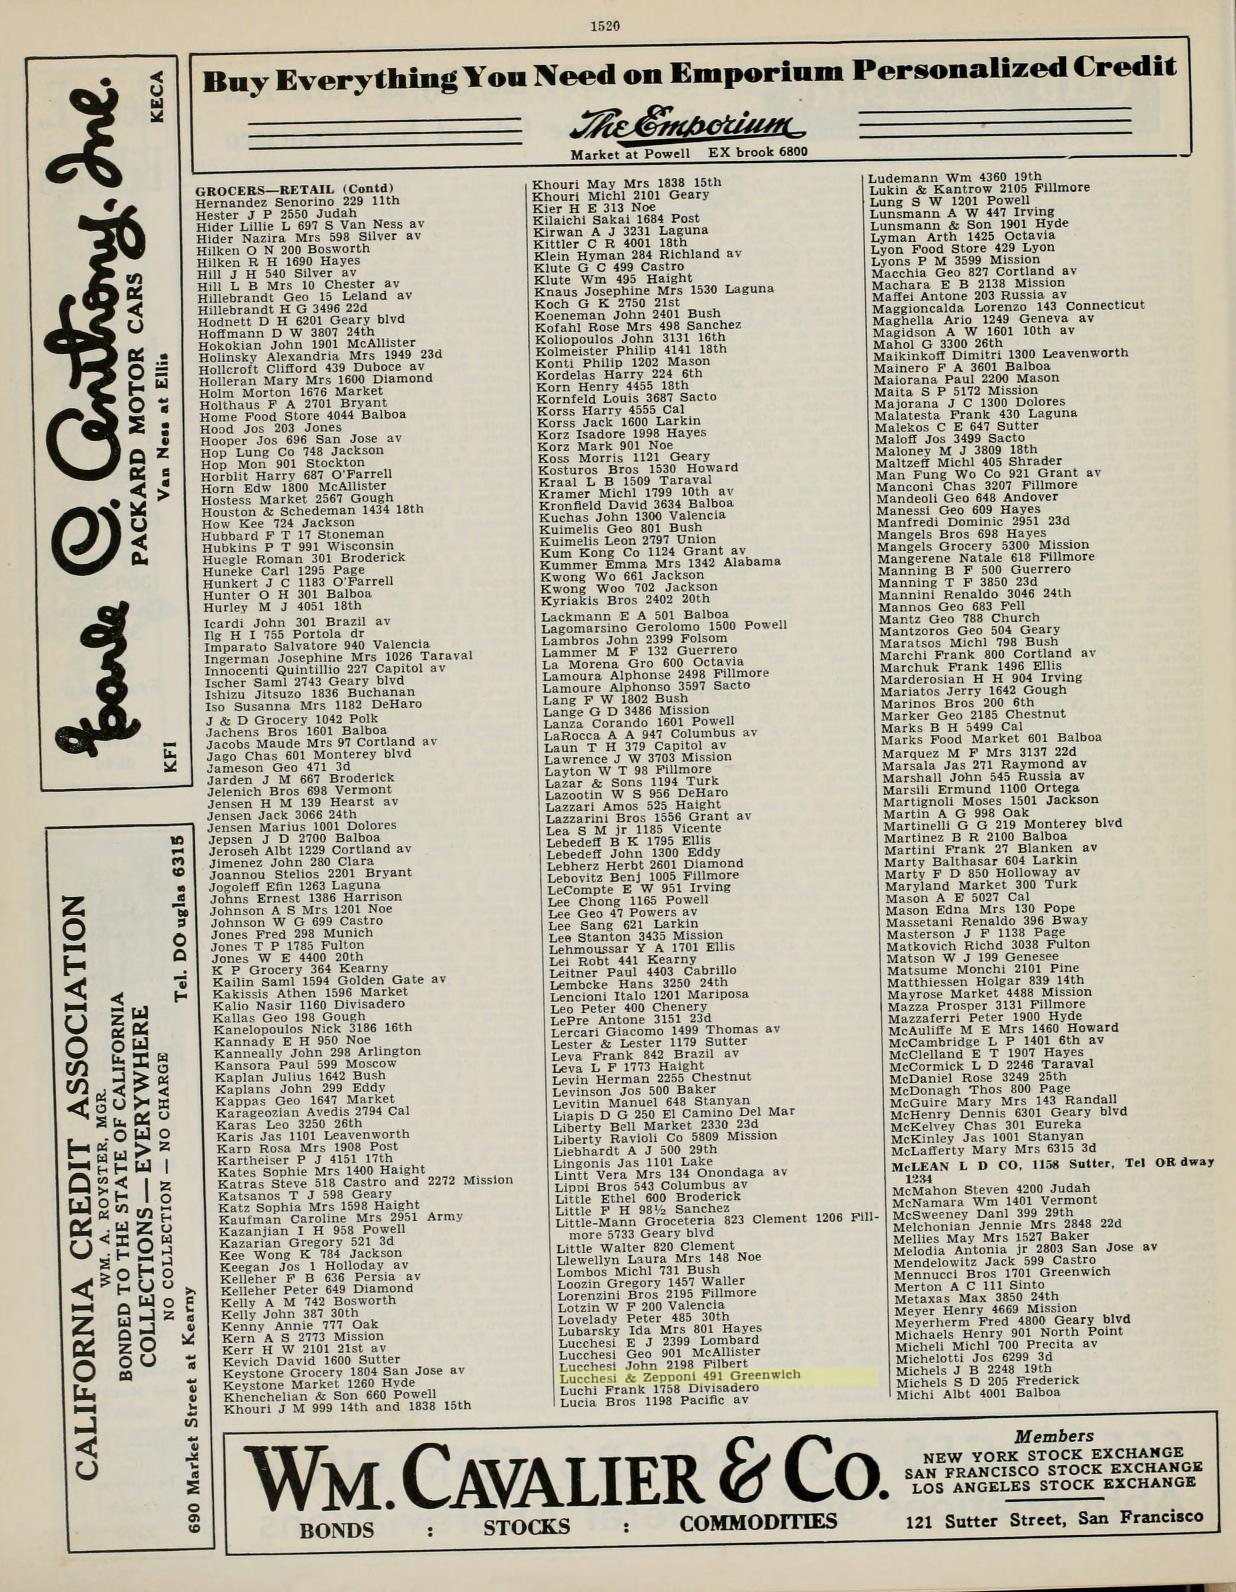 1520
Buy Everything You Need on Emporium Personalized Credit
The Emporium
Market at Powell EX brook 6800
Earle C. Anthony, Inc.
PACKARD MOTOR CARS
KFI Van Ness at Ellis KECA
CALIFORNIA CREDIT ASSOCIATION
WM. A. ROYSTER, MGR.
BONDED TO THE STATE OF CALIFORNIA
COLLECTIONS — EVERYWHERE
NO COLLECTION — NO CHARGE
690 Market Street at Kearny Tel. DO uglas 6315
GROCERS—RETAIL (Contd)
Hernandez Senorino 229 11th
Hester J P 2550 Judah
Hider Lillie L 697 S Van Ness av
Hider Nazira Mrs 598 Silver av
Hilken O N 200 Bosworth
Hilken R H 1690 Hayes
Hill J H 540 Silver av
Hill L B Mrs 10 Chester av
Hillebrandt Geo 15 Leland av
Hillebrandt H G 3496 22d
Hodnett D H 6201 Geary blvd
Hoffmann D W 3807 24th
Hokokian John 1901 McAllister
Holinsky Alexandria Mrs 1949 23d
Hollcroft Clifford 439 Duboce av
Holleran Mary Mrs 1600 Diamond
Holm Morton 1676 Market
Holthaus F A 2701 Bryant
Home Food Store 4044 Balboa
Hood Jos 203 Jones
Hooper Jos 696 San Jose av
Hop Lung Co 748 Jackson
Hop Mon 901 Stockton
Horblit Harry 687 O'Farrell
Horn Edw 1800 McAllister
Hostess Market 2567 Gough
Houston & Schedeman 1434 18th
How Kee 724 Jackson
Hubbard F T 17 Stoneman
Hubkins P T 991 Wisconsin
Huegle Roman 301 Broderick
Huneke Carl 1295 Page
Hunkert J C 1183 O'Farrell
Hunter O H 301 Balboa
Hurley M J 4051 18th
Icardi John 301 Brazil av
Ilg H I 755 Portola dr
Imparato Salvatore 940 Valencia
Ingerman Josephine Mrs 1026 Taraval
Innocenti Quintillio 227 Capitol av
Ischer Saml 2743 Geary blvd
Ishizu Jitsuzo 1836 Buchanan
Iso Susanna Mrs 1182 DeHaro
J & D Grocery 1042 Polk
Jachens Bros 1601 Balboa
Jacobs Maude Mrs 97 Cortland av
Jago Chas 601 Monterey blvd
Jameson Geo 471 3d
Jarden J M 667 Broderick
Jelenich Bros 698 Vermont
Jensen H M 139 Hearst av
Jensen Jack 3066 24th
Jensen Marius 1001 Dolores
Jepsen J D 2700 Balboa
Jeroseh Albt 1229 Cortland av
Jimenez John 280 Clara
Joannou Stelios 2201 Bryant
Jogoleff Efin 1263 Laguna
Johns Ernest 1386 Harrison
Johnson A S Mrs 1201 Noe
Johnson W G 699 Castro
Jones Fred 298 Munich
Jones T P 1785 Fulton
Jones W E 4400 20th
K P Grocery 364 Kearny
Kailin Saml 1594 Golden Gate av
Kakissis Athen 1596 Market
Kalio Nasir 1160 Divisadero
Kallas Geo 198 Gough
Kanelopoulos Nick 3186 16th
Kannady E H 950 Noe
Kanneally John 298 Arlington
Kansora Paul 599 Moscow
Kaplan Julius 1642 Bush
Kaplans John 299 Eddy
Kappas Geo 1647 Market
Karageozian Avedis 2794 Cal
Karas Leo 3250 26th
Karis Jas 1101 Leavenworth
Karp Rosa Mrs 1908 Post
Kartheiser P J 4151 17th
Kates Sophie Mrs 1400 Haight
Katras Steve 518 Castro and 2272 Mission
Katsanos T J 598 Geary
Katz Sophia Mrs 1598 Haight
Kaufman Caroline Mrs 2951 Army
Kazanjian I H 958 Powell
Kazarian Gregory 521 3d
Kee Wong K 784 Jackson
Keegan Jos 1 Holloday av
Kelleher F B 636 Persia av
Kelleher Peter 649 Diamond
Kelly A M 742 Bosworth
Kelly John 387 30th
Kenny Annie 777 Oak
Kern A S 2773 Mission
Kerr H W 2101 21st av
Kevich David 1600 Sutter
Keystone Grocery 1804 San Jose av
Keystone Market 1260 Hyde
Khenchelian & Son 660 Powell
Khouri J M 999 14th and 1838 15th
Khouri May Mrs 1838 15th
Khouri Michl 2101 Geary
Kier H E 313 Noe
Kilaichi Sakai 1684 Post
Kirwan A J 3231 Laguna
Kittler C R 4001 18th
Klein Hyman 284 Richland av
Klute G C 499 Castro
Klute Wm 495 Haight
Knaus Josephine Mrs 1530 Laguna
Koch G K 2750 21st
Koeneman John 2401 Bush
Kofahl Rose Mrs 498 Sanchez
Koliopoulos John 3131 16th
Kolmeister Philip 4141 18th
Konti Philip 1202 Mason
Kordelas Harry 224 6th
Korn Henry 4455 18th
Kornfeld Louis 3687 Sacto
Korss Harry 4555 Cal
Korss Jack 1600 Larkin
Korz Isadore 1998 Hayes
Korz Mark 901 Noe
Koss Morris 1121 Geary
Kosturos Bros 1530 Howard
Kraal L B 1509 Taraval
Kramer Michl 1799 10th av
Kronfield David 3634 Balboa
Kuchas John 1300 Valencia
Kuimelis Geo 801 Bush
Kuimelis Leon 2797 Union
Kum Kong Co 1124 Grant av
Kummer Emma Mrs 1342 Alabama
Kwong Wo 661 Jackson
Kwong Woo 702 Jackson
Kyriakis Bros 2402 20th
Lackmann E A 501 Balboa
Lagomarsino Gerolomo 1500 Powell
Lambros John 2399 Folsom
Lammer M F 132 Guerrero
La Morena Gro 600 Octavia
Lamoura Alphonse 2498 Fillmore
Lamoure Alphonso 3597 Sacto
Lang F W 1802 Bush
Lange G D 3486 Mission
Lanza Corando 1601 Powell
LaRocca A A 947 Columbus av
Laun T H 379 Capitol av
Lawrence J W 3703 Mission
Layton W T 98 Fillmore
Lazar & Sons 1194 Turk
Lazootin W S 956 DeHaro
Lazzari Amos 525 Haight
Lazzarini Bros 1556 Grant av
Lea S M jr 1185 Vicente
Lebedeff B K 1795 Ellis
Lebedeff John 1300 Eddy
Lebherz Herbt 2601 Diamond
Lebovitz Benj 1005 Fillmore
LeCompte E W 951 Irving
Lee Chong 1165 Powell
Lee Geo 47 Powers av
Lee Sang 621 Larkin
Lee Stanton 3435 Mission
Lehmoussar Y A 1701 Ellis
Lei Robt 441 Kearny
Leitner Paul 4403 Cabrillo
Lembcke Hans 3250 24th
Lencioni Italo 1201 Mariposa
Leo Peter 400 Chenery
LePre Antone 3151 23d
Lercari Giacomo 1499 Thomas av
Lester & Lester 1179 Sutter
Leva Frank 842 Brazil av
Leva L F 1773 Haight
Levin Herman 2255 Chestnut
Levinson Jos 500 Baker
Levitin Manuel 648 Stanyan
Liapis D G 250 El Camino Del Mar
Liberty Bell Market 2330 23d
Liberty Ravioli Co 5809 Mission
Liebhardt A J 500 29th
Lingonis Jas 1101 Lake
Lintt Vera Mrs 134 Onondaga av
Lippi Bros 543 Columbus av
Little Ethel 600 Broderick
Little F H 98½ Sanchez
Little-Mann Groceteria 823 Clement 1206 Fill-
more 5733 Geary blvd
Little Walter 820 Clement
Llewellyn Laura Mrs 148 Noe
Lombos Michl 731 Bush
Loozin Gregory 1457 Waller
Lorenzini Bros 2195 Fillmore
Lotzin W F 200 Valencia
Lovelady Peter 485 30th
Lubarsky Ida Mrs 801 Hayes
Lucchesi E J 2399 Lombard
Lucchesi Geo 901 McAllister
Lucchesi John 2198 Filbert
Lucchesi & Zepponi 491 Greenwich
Luchi Frank 1758 Divisadero
Lucia Bros 1198 Pacific av
Ludemann Wm 4360 19th
Lukin & Kantrow 2105 Fillmore
Lung S W 1201 Powell
Lunsmann A W 447 Irving
Lunsmann & Son 1901 Hyde
Lyman Arth 1425 Octavia
Lyon Food Store 429 Lyon
Lyons P M 3599 Mission
Macchia Geo 827 Cortland av
Machara E B 2138 Mission
Maffei Antone 203 Russia av
Maggioncalda Lorenzo 143 Connecticut
Maghella Ario 1249 Geneva av
Magidson A W 1601 10th av
Mahol G 3300 26th
Maikinkoff Dimitri 1300 Leavenworth
Mainero F A 3601 Balboa
Maiorana Paul 2200 Mason
Maita S P 5172 Mission
Majorana J C 1300 Dolores
Malatesta Frank 430 Laguna
Malekos C E 647 Sutter
Maloff Jos 3499 Sacto
Maloney M J 3809 18th
Maltzeff Michl 405 Shrader
Man Fung Wo Co 921 Grant av
Manconi Chas 3207 Fillmore
Mandeoli Geo 648 Andover
Manessi Geo 609 Hayes
Manfredi Dominic 2951 23d
Mangels Bros 698 Hayes
Mangels Grocery 5300 Mission
Mangerene Natale 618 Fillmore
Manning B F 500 Guerrero
Manning T F 3850 23d
Mannini Renaldo 3046 24th
Mannos Geo 683 Fell
Mantz Geo 788 Church
Mantzoros Geo 504 Geary
Maratsos Michl 798 Bush
Marchi Frank 800 Cortland av
Marchuk Frank 1496 Ellis
Marderosian H H 904 Irving
Mariatos Jerry 1642 Gough
Marinos Bros 200 6th
Marker Geo 2185 Chestnut
Marks B H 5499 Cal
Marks Food Market 601 Balboa
Marquez M F Mrs 3137 22d
Marsala Jas 271 Raymond av
Marshall John 545 Russia av
Marsili Ermund 1100 Ortega
Martignoli Moses 1501 Jackson
Martin A G 998 Oak
Martinelli G G 219 Monterey blvd
Martinez B R 2100 Balboa
Martini Frank 27 Blanken av
Marty Balthasar 604 Larkin
Marty F D 850 Holloway av
Maryland Market 300 Turk
Mason A E 5027 Cal
Mason Edna Mrs 130 Pope
Massetani Renaldo 396 Bway
Masterson J F 1138 Page
Matkovich Richd 3038 Fulton
Matson W J 199 Genesee
Matsume Monchi 2101 Pine
Matthiessen Holgar 839 14th
Mayrose Market 4488 Mission
Mazza Prosper 3131 Fillmore
Mazzaferri Peter 1900 Hyde
McAuliffe M E Mrs 1460 Howard
McCambridge L P 1401 6th av
McClelland E T 1907 Hayes
McCormick L D 2246 Taraval
McDaniel Rose 3249 25th
McDonagh Thos 800 Page
McGuire Mary Mrs 143 Randall
McHenry Dennis 6301 Geary blvd
McKelvey Chas 301 Eureka
McKinley Jas 1001 Stanyan
McLafferty Mary Mrs 6315 3d
McLEAN L D CO, 1158 Sutter, Tel OR dway
1234
McMahon Steven 4200 Judah
McNamara Wm 1401 Vermont
McSweeney Danl 399 29th
Melchonian Jennie Mrs 2848 22d
Mellies May Mrs 1527 Baker
Melodia Antonia jr 2803 San Jose av
Mendelowitz Jack 599 Castro
Mennucci Bros 1701 Greenwich
Merton A C 111 Sinto
Metaxas Max 3850 24th
Meyer Henry 4669 Mission
Meyerherm Fred 4800 Geary blvd
Michaels Henry 901 North Point
Micheli Michl 700 Precita av
Michelotti Jos 6299 3d
Michels J B 2248 19th
Michels S D 205 Frederick
Michi Albt 4001 Balboa
WM. CAVALIER & CO.
BONDS : STOCKS : COMMODITIES
Members
NEW YORK STOCK EXCHANGE
SAN FRANCISCO STOCK EXCHANGE
LOS ANGELES STOCK EXCHANGE
121 Sutter Street, San Francisco